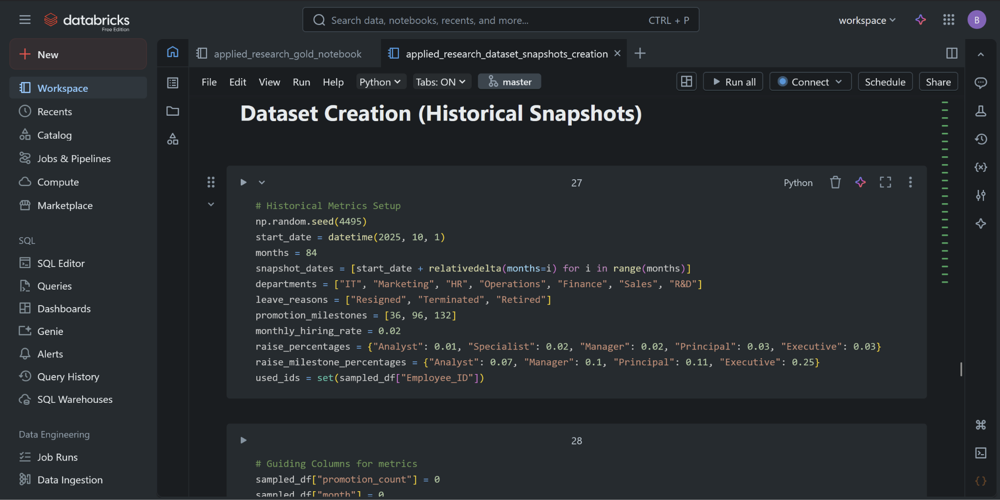 databricks
Free Edition
Search data, notebooks, recents, and more...
CTRL + P
workspace
B
New
Workspace
Recents
Catalog
Jobs & Pipelines
Compute
Marketplace
SQL
SQL Editor
Queries
Dashboards
Genie
Alerts
Query History
SQL Warehouses
Data Engineering
Job Runs
Data Ingestion
applied_research_gold_notebook
applied_research_dataset_snapshots_creation
File Edit View Run Help Python Tabs: ON master
Run all Connect Schedule Share
Dataset Creation (Historical Snapshots)
27
Python
# Historical Metrics Setup
np.random.seed(4495)
start_date = datetime(2025, 10, 1)
months = 84
snapshot_dates = [start_date + relativedelta(months=i) for i in range(months)]
departments = ["IT", "Marketing", "HR", "Operations", "Finance", "Sales", "R&D"]
leave_reasons = ["Resigned", "Terminated", "Retired"]
promotion_milestones = [36, 96, 132]
monthly_hiring_rate = 0.02
raise_percentages = {"Analyst": 0.01, "Specialist": 0.02, "Manager": 0.02, "Principal": 0.03, "Executive": 0.03}
raise_milestone_percentages = {"Analyst": 0.07, "Manager": 0.1, "Principal": 0.11, "Executive": 0.25}
used_ids = set(sampled_df["Employee_ID"])
28
# Guiding Columns for metrics
sampled_df["promotion_count"] = 0
sampled_df["month"] = 0